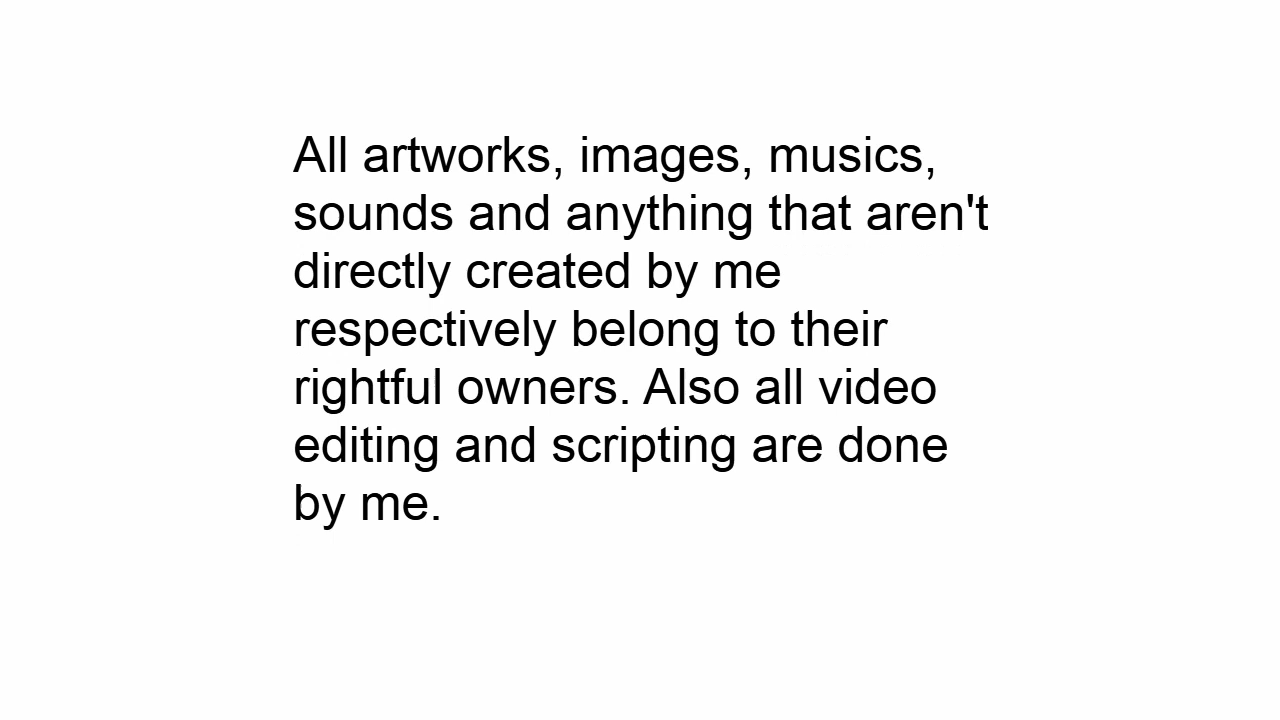 All artworks, images, musics,
sounds and anything that aren't
directly created by me
respectively belong to their
rightful owners. Also all video
editing and scripting are done
by me.